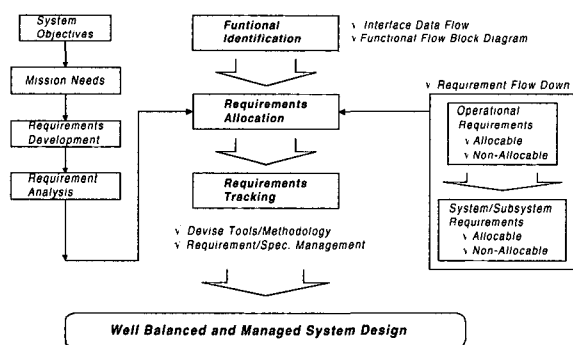 System
Objectives
Mission Needs
Requirements
Development
Requirement
Analysis
Funtional
Identification
√ Interface Data Flow
√ Functional Flow Block Diagram
Requirements
Allocation
Requirements
Tracking
√ Devise Tools/Methodology
√ Requirement/Spec. Management
√ Requirement Flow Down
Operational
Requirements
√ Allocable
√ Non-Allocable
System/Subsystem
Requirements
√ Allocable
√ Non-Allocable
Well Balanced and Managed System Design